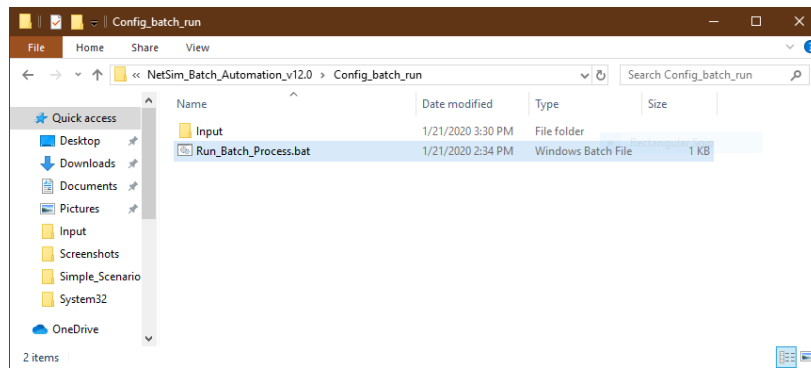 Config_batch_run
File Home Share View
« NetSim_Batch_Automation_v12.0 › Config_batch_run Search Config_batch_run
Name Date modified Type Size
Quick access
Desktop
Downloads
Documents
Pictures
Input
Screenshots
Simple_Scenario
System32
OneDrive
Input 1/21/2020 3:30 PM File folder
Run_Batch_Process.bat 1/21/2020 2:34 PM Windows Batch File 1 KB
2 items